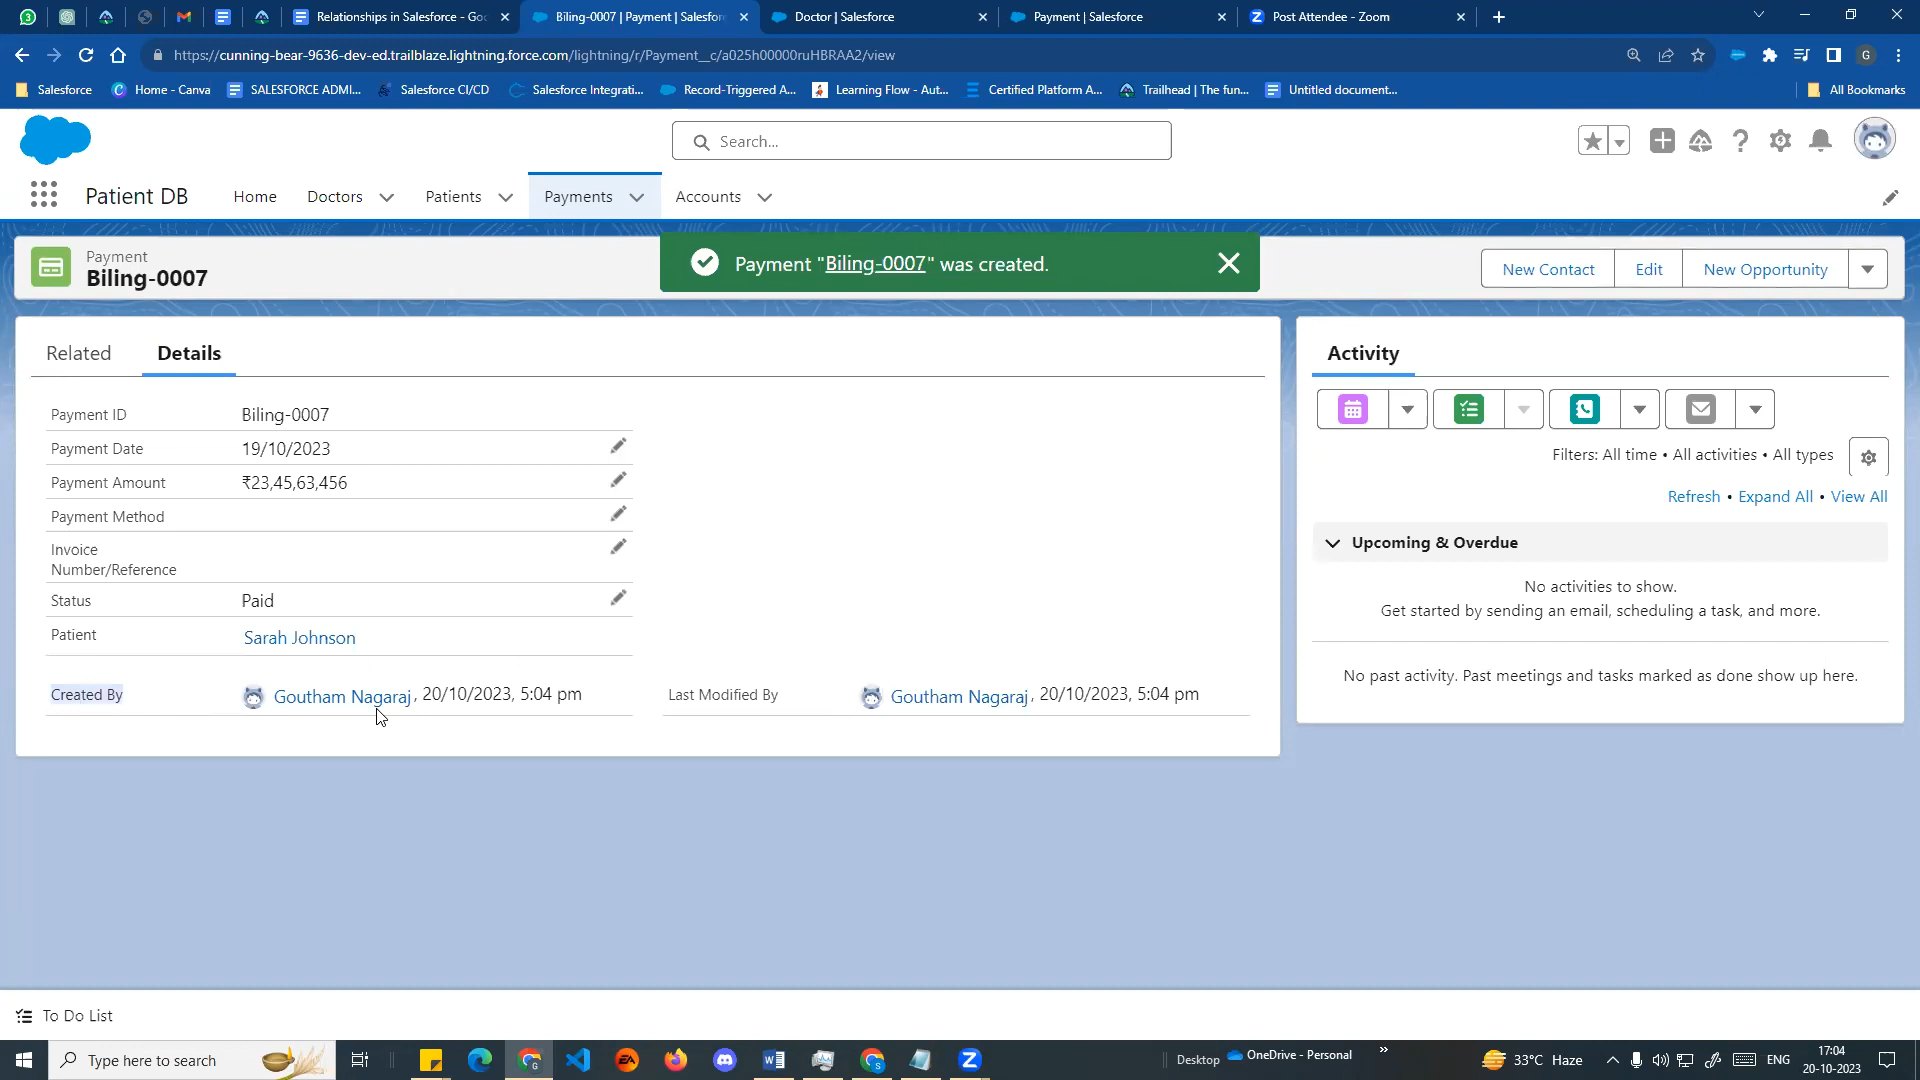 3
Relationships in Salesforce - Goo
Biling-0007 | Payment | Salesfor
Doctor | Salesforce
Payment | Salesforce
Post Attendee - Zoom
https://cunning-bear-9636-dev-ed.trailblaze.lightning.force.com/lightning/r/Payment__c/a025h00000ruHBRAA2/view
G
Salesforce
Home - Canva
SALESFORCE ADMI...
Salesforce CI/CD
Salesforce Integrati...
Record-Triggered A...
Learning Flow - Aut...
Certified Platform A...
Trailhead | The fun...
Untitled document...
All Bookmarks
Search...
Patient DB
Home
Doctors
Patients
Payments
Accounts
Payment
Biling-0007
Payment "Biling-0007" was created.
New Contact
Edit
New Opportunity
Related
Details
Payment ID
Biling-0007
Payment Date
19/10/2023
Payment Amount
₹23,45,63,456
Payment Method
Invoice
Number/Reference
Status
Paid
Patient
Sarah Johnson
Created By
Goutham Nagaraj, 20/10/2023, 5:04 pm
Last Modified By
Goutham Nagaraj, 20/10/2023, 5:04 pm
Activity
Filters: All time • All activities • All types
Refresh • Expand All • View All
Upcoming & Overdue
No activities to show.
Get started by sending an email, scheduling a task, and more.
No past activity. Past meetings and tasks marked as done show up here.
To Do List
Type here to search
Desktop
OneDrive - Personal
33°C Haze
ENG
17:04
20-10-2023